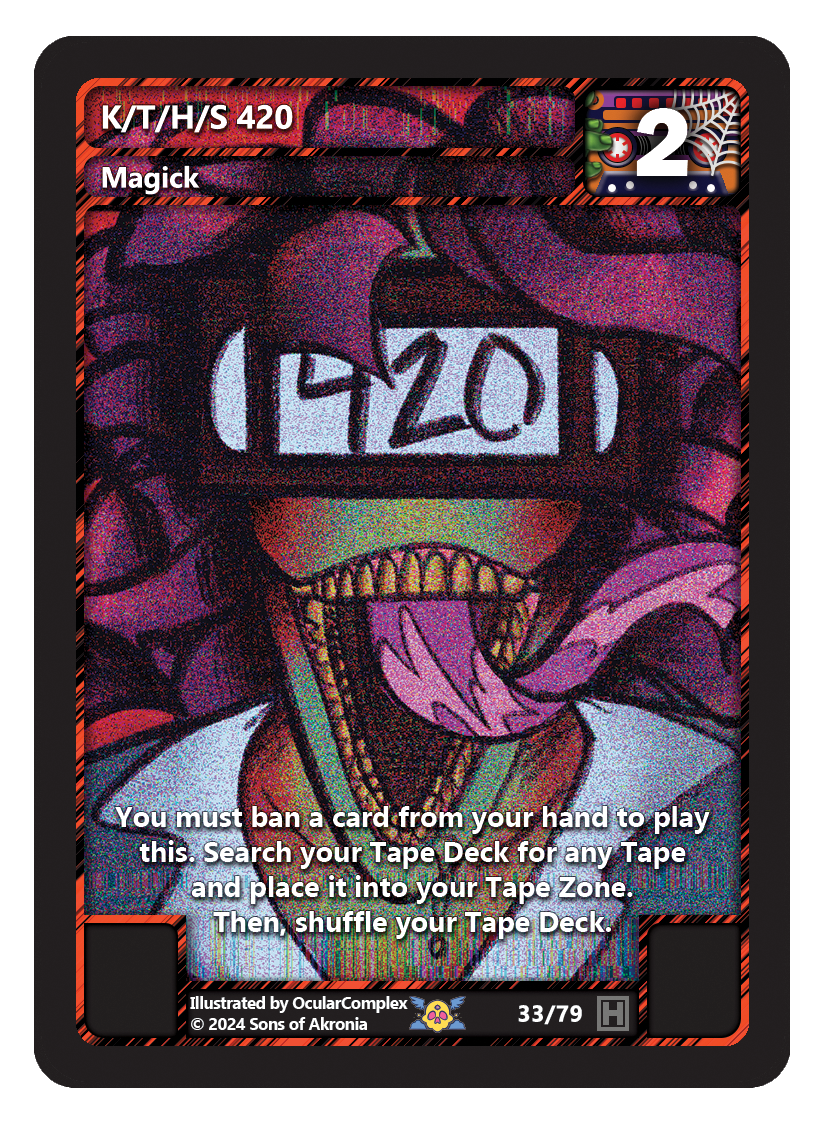 K/T/H/S 420
2
Magick
420
You must ban a card from your hand to play
this. Search your Tape Deck for any Tape
and place it into your Tape Zone.
Then, shuffle your Tape Deck.
Illustrated by OcularComplex
© 2024 Sons of Akronia
33/79
H